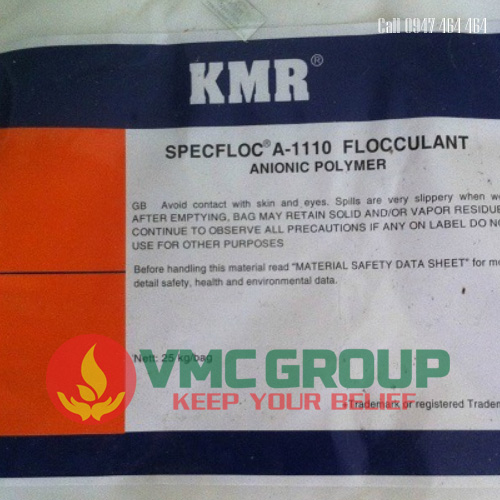 Call 0947 464 464
KMR®
SPECFLOC® A-1110 FLOCCULANT
ANIONIC POLYMER
GB Avoid contact with skin and eyes. Spills are very slippery when
AFTER EMPTYING, BAG MAY RETAIN SOLID AND/OR VAPOR RESIDUE
CONTINUE TO OBSERVE ALL PRECAUTIONS IF ANY ON LABEL DO
USE FOR OTHER PURPOSES
Before handling this material read "MATERIAL SAFETY DATA SHEET" for
detail safety, health and environmental data.
Nett: 25 kg/bag
VMC GROUP
KEEP YOUR BELIEF
Trademark or registered